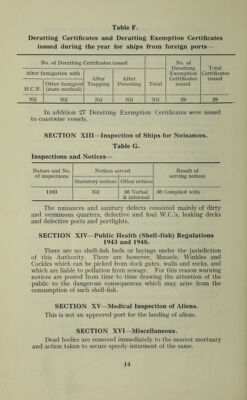 Table F.
Deratting Certificates and Deratting Exemption Certificates
issued during the year for ships from foreign ports—
No. of Deratting Certificates issued
No. of Deratting Exemption Certificates issued
Total Certificates issued
After fumigation with
After Trapping
After Poisoning
Total
H.C.N.
Other fumigant (state method)
Nil Nil Nil Nil Nil 29 29
In addition 27 Deratting Exemption Certificates were issued
to coastwise vessels.
SECTION XIII—Inspection of Ships for Nuisances.
Table G.
Inspections and Notices—
Nature and No. of inspections
Notices served
Result of serving notices
Statutory notices
Other notices
1163 Nil 36 Verbal & informal 36 Complied with
The nuisances and sanitary defects consisted mainly of dirty
and verminous quarters, defective and foul W.C.'s, leaking decks
and defective ports and portlights.
SECTION XIV—Public Health (Shell-fish) Regulations
1943 and 1948.
There are no shell-fish beds or layings under the jurisdiction
of this Authority. There are however, Mussels, Winkles and
Cockles which can be picked from dock gates, walls and rocks, and
which are liable to pollution from sewage. For this reason warning
notices are posted from time to time drawing the attention of the
public to the dangerous consequences which may arise from the
consumption of such shell-fish.
SECTION XV—Medical Inspection of Aliens.
This is not an approved port for the landing of aliens.
SECTION XVI—Miscellaneous.
Dead bodies are removed immediately to the nearest mortuary
and action taken to secure speedy interment of the same.
14